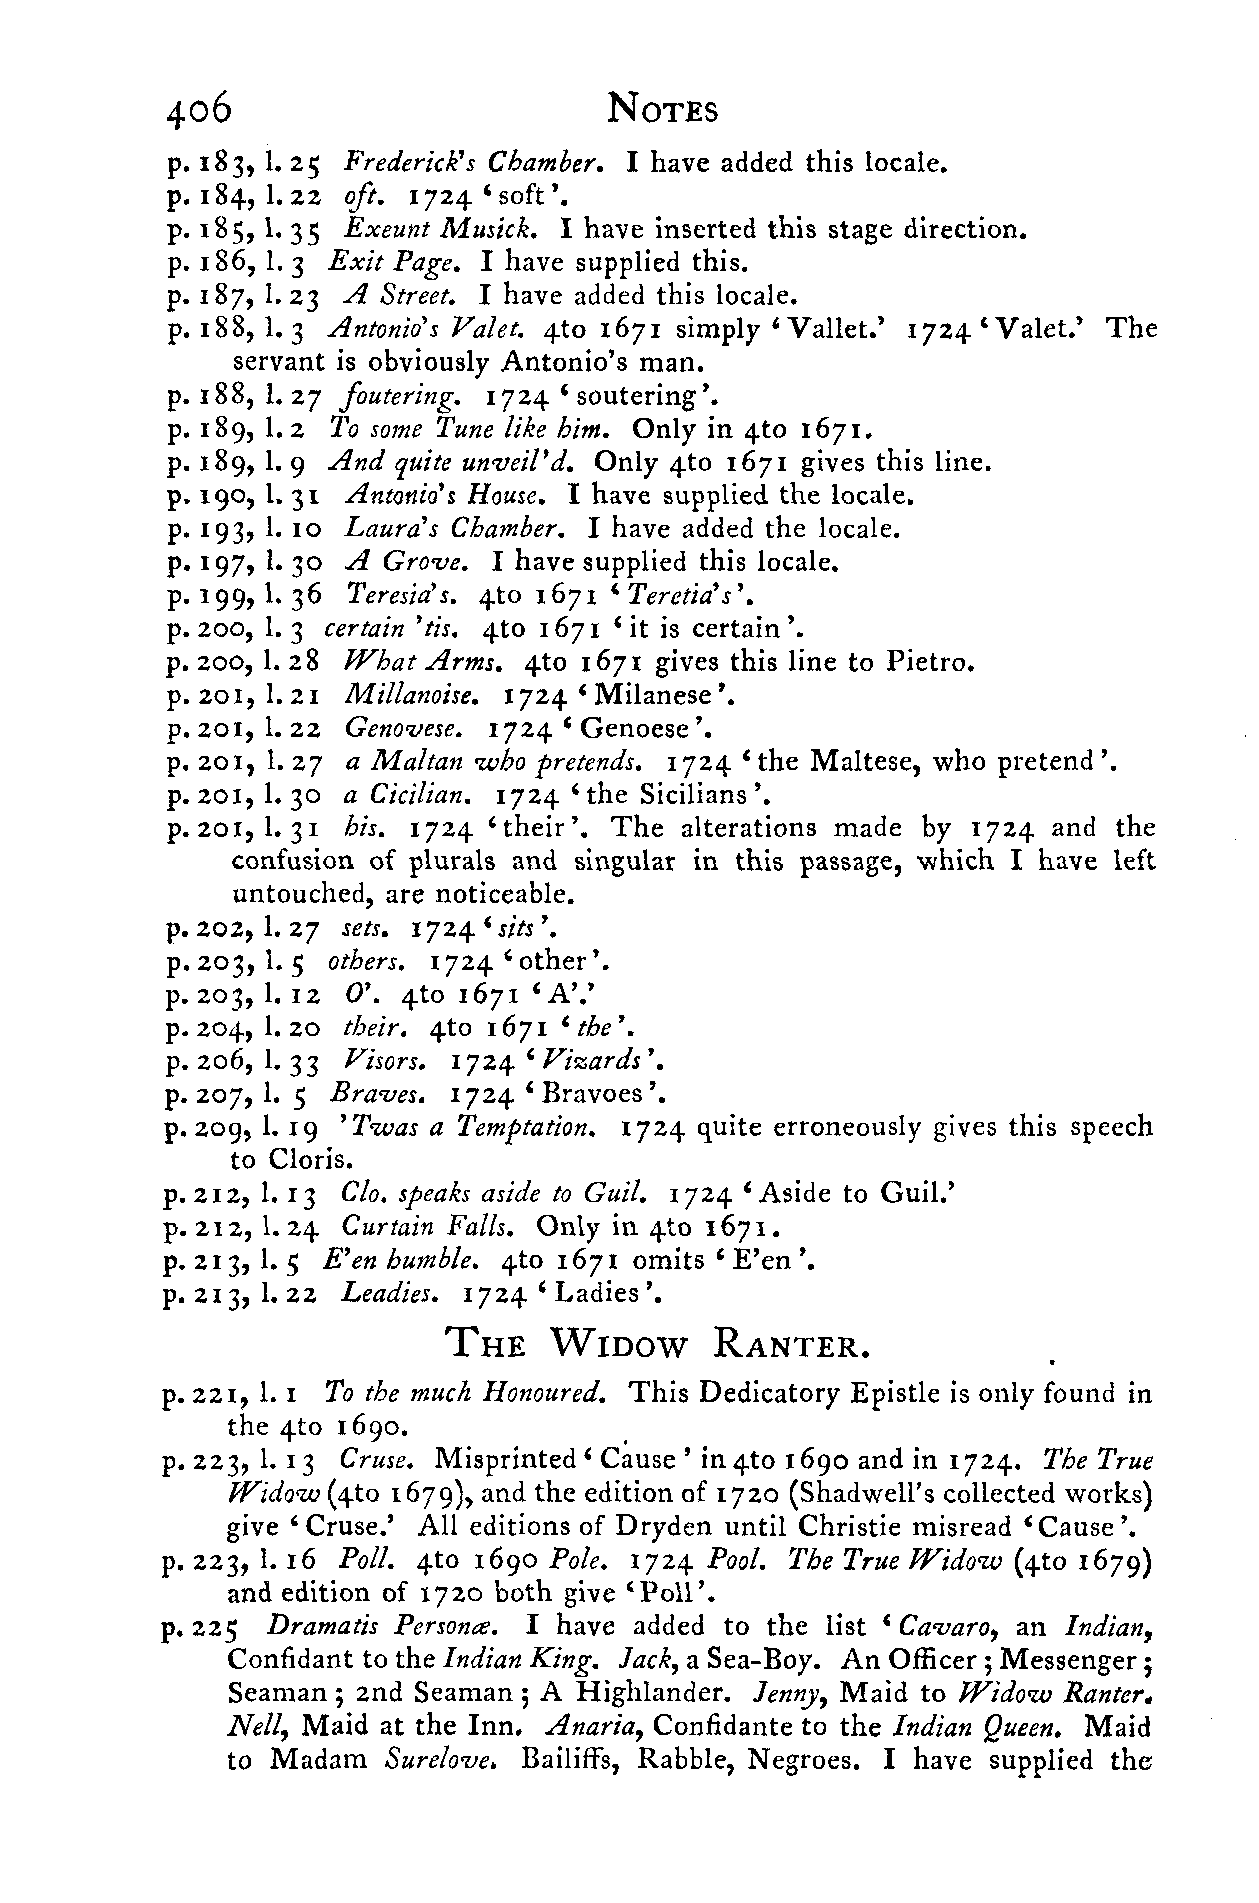 406 NOTES
p. 183, l. 25 Frederick's Chamber. I have added this locale.
p. 184, l. 22 oft. 1724 ‘soft’.
p. 185, l. 35 Exeunt Musick. I have inserted this stage direction.
p. 186, l. 3 Exit Page. I have supplied this.
p. 187, l. 23 A Street. I have added this locale.
p. 188, l. 3 Antonio's Valet. 4to 1671 simply ‘Vallet.’ 1724 ‘Valet.’ The
servant is obviously Antonio's man.
p. 188, l. 27 foutering. 1724 ‘soutering’.
p. 189, l. 2 To some Tune like him. Only in 4to 1671.
p. 189, l. 9 And quite unveil'd. Only 4to 1671 gives this line.
p. 190, l. 31 Antonio's House. I have supplied the locale.
p. 193, l. 10 Laura's Chamber. I have added the locale.
p. 197, l. 30 A Grove. I have supplied this locale.
p. 199, l. 36 Teresia's. 4to 1671 ‘Teretia's’.
p. 200, l. 3 certain 'tis. 4to 1671 ‘it is certain’.
p. 200, l. 28 What Arms. 4to 1671 gives this line to Pietro.
p. 201, l. 21 Millanoise. 1724 ‘Milanese’.
p. 201, l. 22 Genovese. 1724 ‘Genoese’.
p. 201, l. 27 a Maltan who pretends. 1724 ‘the Maltese, who pretend’.
p. 201, l. 30 a Cicilian. 1724 ‘the Sicilians’.
p. 201, l. 31 his. 1724 ‘their’. The alterations made by 1724 and the
confusion of plurals and singular in this passage, which I have left
untouched, are noticeable.
p. 202, l. 27 sets. 1724 ‘sits’.
p. 203, l. 5 others. 1724 ‘other’.
p. 203, l. 12 O'. 4to 1671 ‘A’.’
p. 204, l. 20 their. 4to 1671 ‘the’.
p. 206, l. 33 Visors. 1724 ‘Vizards’.
p. 207, l. 5 Braves. 1724 ‘Bravoes’.
p. 209, l. 19 'Twas a Temptation. 1724 quite erroneously gives this speech
to Cloris.
p. 212, l. 13 Clo. speaks aside to Guil. 1724 ‘Aside to Guil.’
p. 212, l. 24 Curtain Falls. Only in 4to 1671.
p. 213, l. 5 E'en humble. 4to 1671 omits ‘E'en’.
p. 213, l. 22 Leadies. 1724 ‘Ladies’.
THE WIDOW RANTER.
p. 221, l. 1 To the much Honoured. This Dedicatory Epistle is only found in
the 4to 1690.
p. 223, l. 13 Cruse. Misprinted ‘Cause’ in 4to 1690 and in 1724. The True
Widow (4to 1679), and the edition of 1720 (Shadwell's collected works)
give ‘Cruse.’ All editions of Dryden until Christie misread ‘Cause’.
p. 223, l. 16 Poll. 4to 1690 Pole. 1724 Pool. The True Widow (4to 1679)
and edition of 1720 both give ‘Poll’.
p. 225 Dramatis Personæ. I have added to the list ‘Cavaro, an Indian,
Confidant to the Indian King. Jack, a Sea-Boy. An Officer; Messenger;
Seaman; 2nd Seaman; A Highlander. Jenny, Maid to Widow Ranter.
Nell, Maid at the Inn. Anaria, Confidante to the Indian Queen. Maid
to Madam Surelove. Bailiffs, Rabble, Negroes. I have supplied the